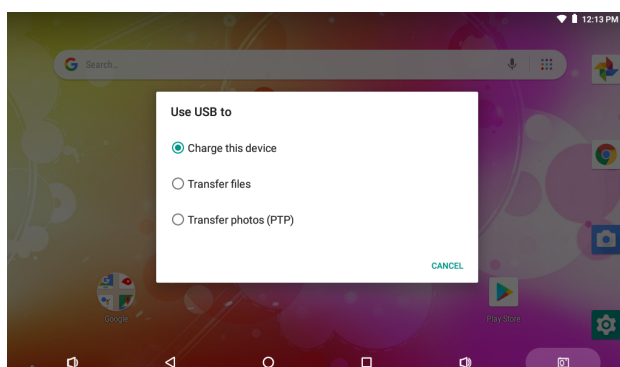 12:13 PM
G Search...
Use USB to
Charge this device
Transfer files
Transfer photos (PTP)
CANCEL
Google
Play Store